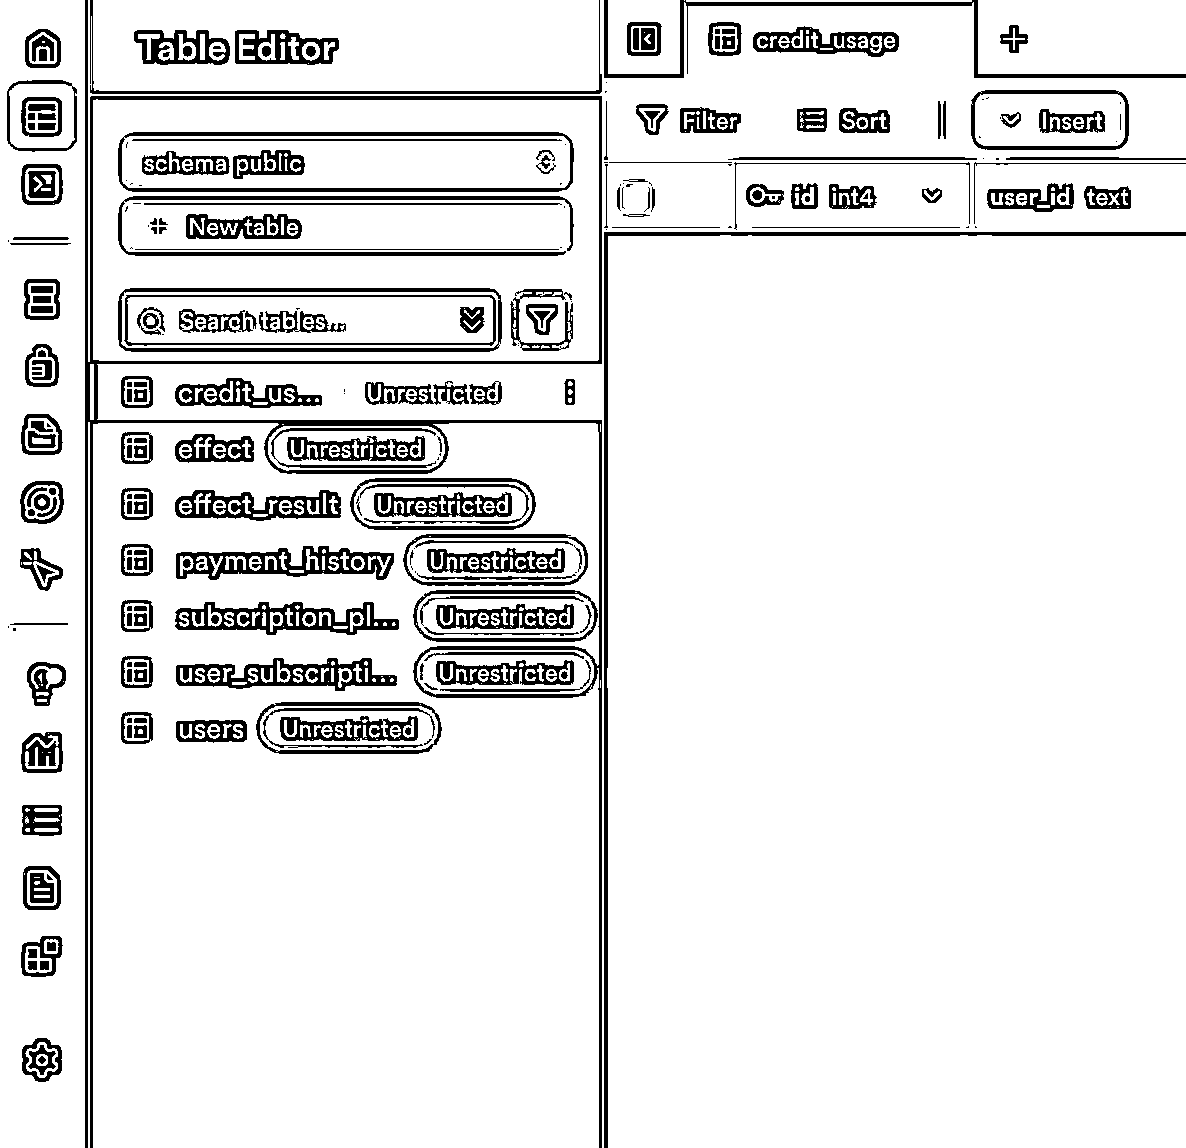 Table Editor
credit_usage
Filter
Sort
Insert
schema public
id int4
user_id text
New table
Search tables...
credit_us...
Unrestricted
effect
Unrestricted
effect_result
Unrestricted
payment_history
Unrestricted
subscription_pl...
Unrestricted
user_subscripti...
Unrestricted
users
Unrestricted